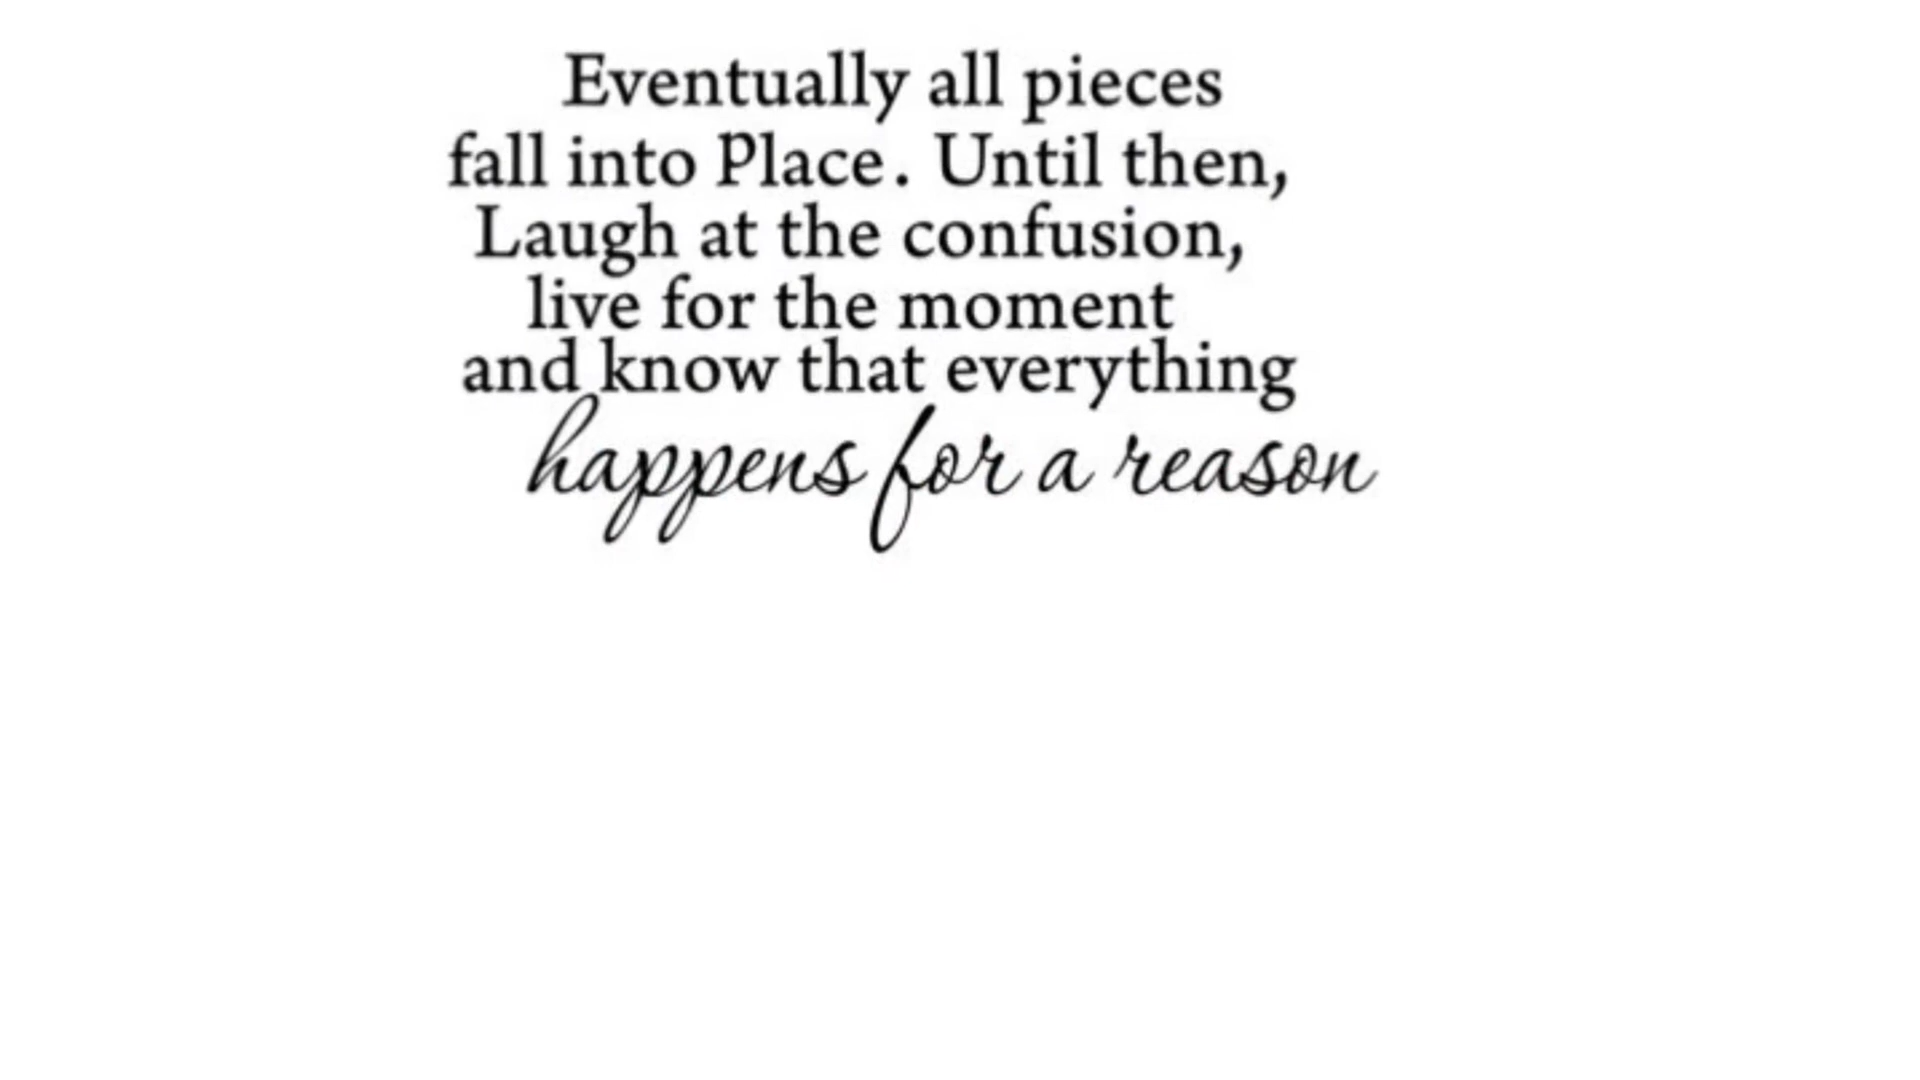 Eventually all pieces
fall into Place. Until then,
Laugh at the confusion,
live for the moment
and know that everything
happens for a reason